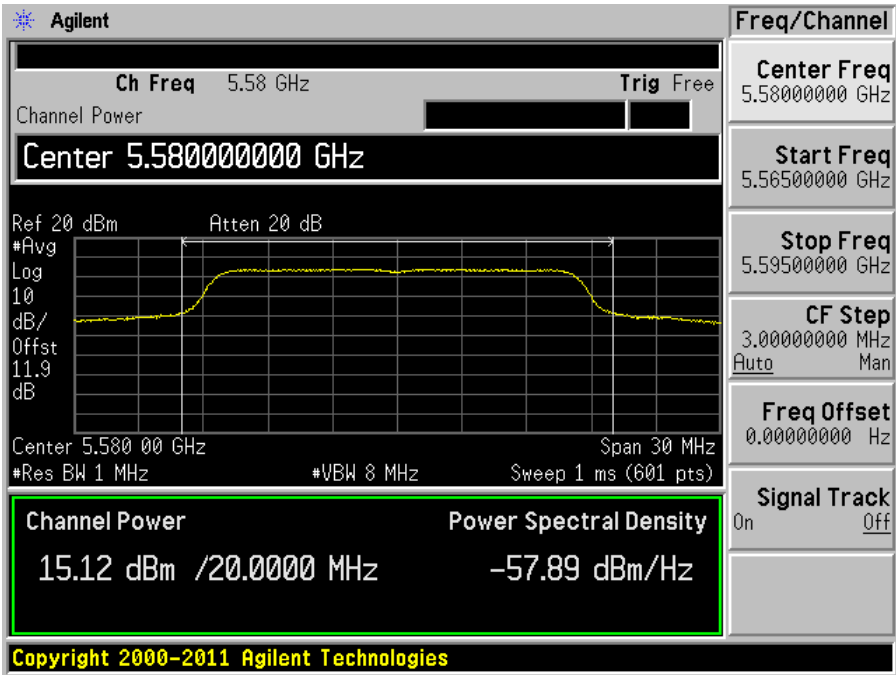 Agilent
Freq/Channel
Ch Freq 5.58 GHz Trig Free
Channel Power
Center 5.580000000 GHz
Ref 20 dBm Atten 20 dB
#Avg
Log
10
dB/
Offst
11.9
dB
Center 5.580 00 GHz Span 30 MHz
#Res BW 1 MHz #VBW 8 MHz Sweep 1 ms (601 pts)
Channel Power Power Spectral Density
15.12 dBm /20.0000 MHz -57.89 dBm/Hz
Center Freq
5.58000000 GHz
Start Freq
5.56500000 GHz
Stop Freq
5.59500000 GHz
CF Step
3.00000000 MHz
Auto Man
Freq Offset
0.00000000 Hz
Signal Track
On Off
Copyright 2000-2011 Agilent Technologies